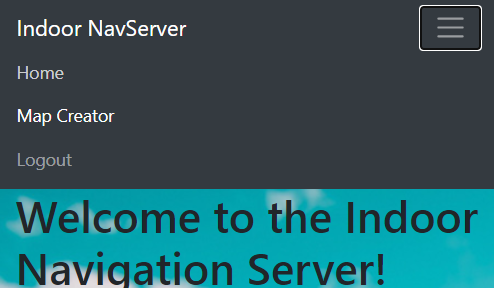 Indoor NavServer
Home
Map Creator
Logout
Welcome to the Indoor
Navigation Server!